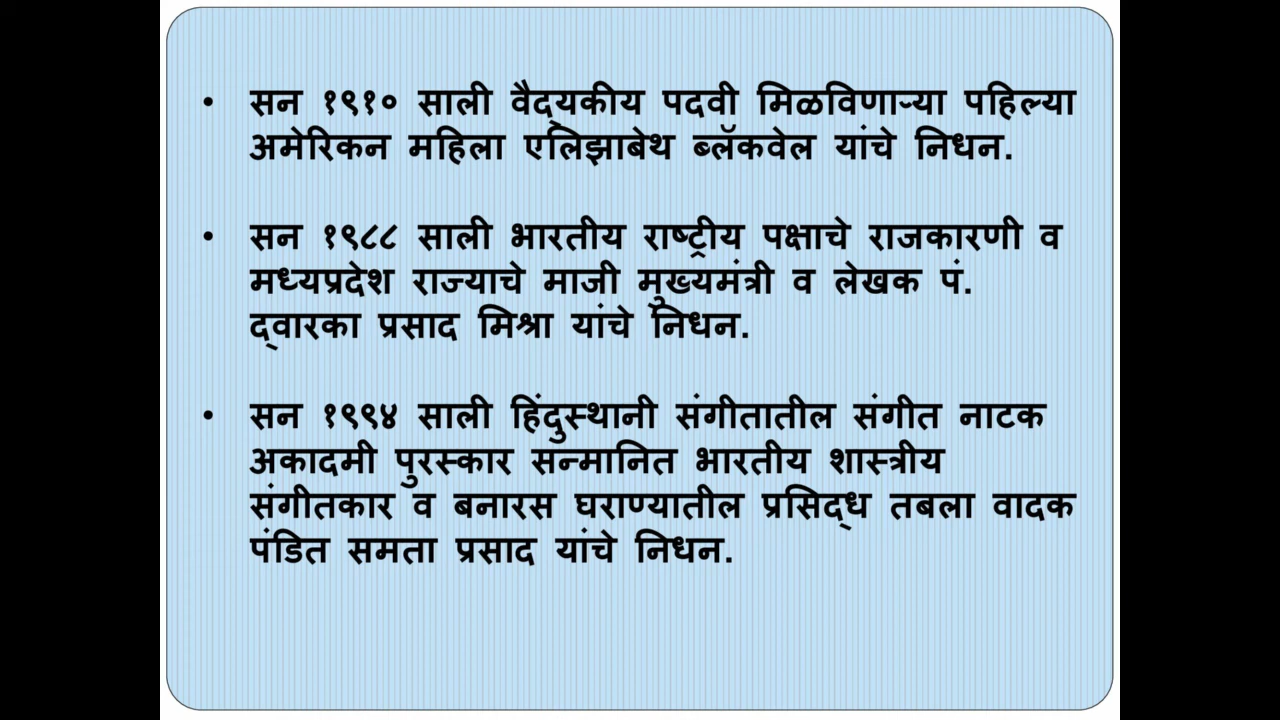 • सन १९१० साली वैद्यकीय पदवी मिळविणाऱ्या पहिल्या
अमेरिकन महिला एलिझाबेथ ब्लॅकवेल यांचे निधन.
• सन १९८८ साली भारतीय राष्ट्रीय पक्षाचे राजकारणी व
मध्यप्रदेश राज्याचे माजी मुख्यमंत्री व लेखक पं.
द्वारका प्रसाद मिश्रा यांचे निधन.
• सन १९९४ साली हिंदुस्थानी संगीतातील संगीत नाटक
अकादमी पुरस्कार सन्मानित भारतीय शास्त्रीय
संगीतकार व बनारस घराण्यातील प्रसिद्ध तबला वादक
पंडित समता प्रसाद यांचे निधन.